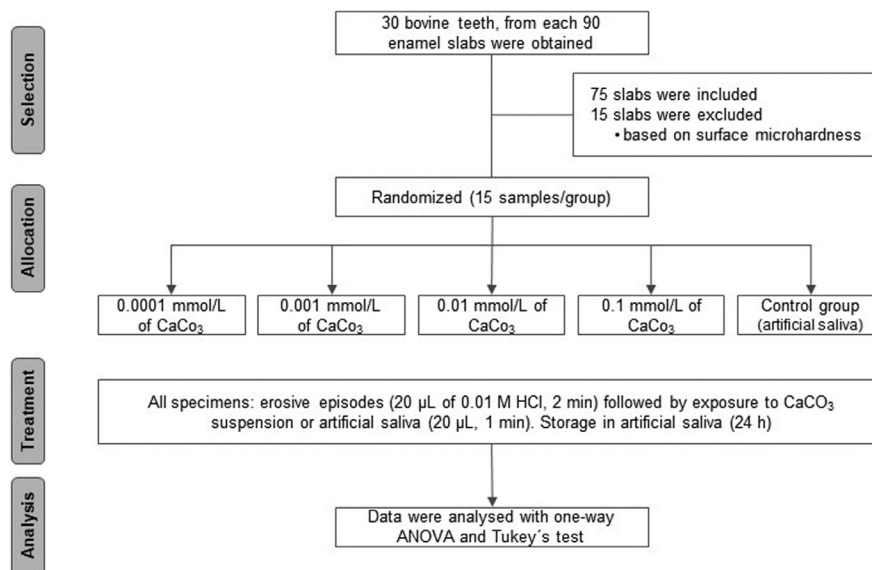 Selection
30 bovine teeth, from each 90
enamel slabs were obtained
75 slabs were included
15 slabs were excluded
• based on surface microhardness
Allocation
Randomized (15 samples/group)
0.0001 mmol/L
of CaCo₃
0.001 mmol/L
of CaCo₃
0.01 mmol/L of
CaCo₃
0.1 mmol/L of
CaCo₃
Control group
(artificial saliva)
Treatment
All specimens: erosive episodes (20 µL of 0.01 M HCl, 2 min) followed by exposure to CaCO₃
suspension or artificial saliva (20 µL, 1 min). Storage in artificial saliva (24 h)
Analysis
Data were analysed with one-way
ANOVA and Tukey´s test